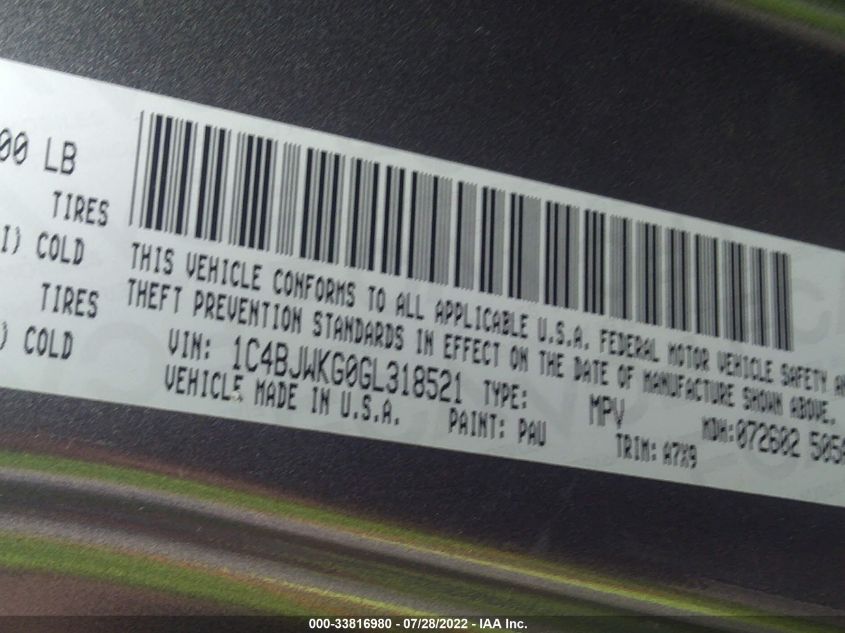 00 LB
TIRES
I) COLD
TIRES
) COLD
THIS VEHICLE CONFORMS TO ALL APPLICABLE U.S.A. FEDERAL MOTOR VEHICLE SAFETY
THEFT PREVENTION STANDARDS IN EFFECT ON THE DATE OF MANUFACTURE SHOWN ABOVE.
VIN: 1C4BJWKG0GL318521 TYPE: MPV MDH:072602 505
VEHICLE MADE IN U.S.A. PAINT: PAU TRIM: A7X9
000-33816980 - 07/28/2022 - IAA Inc.